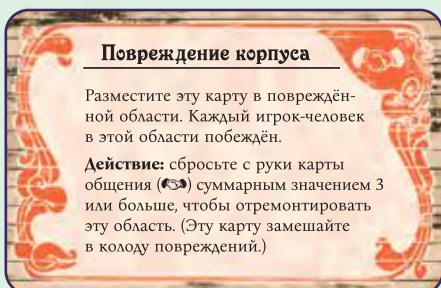 Повреждение корпуса
Разместите эту карту в повреждён-
ной области. Каждый игрок-человек
в этой области побеждён.
Действие: сбросьте с руки карты
общения () суммарным значением 3
или больше, чтобы отремонтировать
эту область. (Эту карту замешайте
в колоду повреждений.)